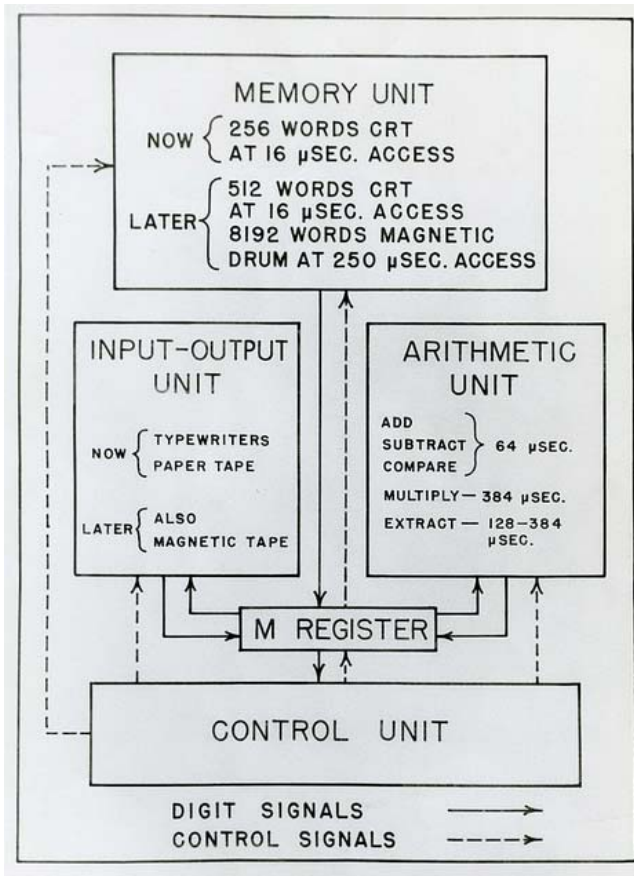 MEMORY UNIT
NOW { 256 WORDS CRT
AT 16 μSEC. ACCESS
LATER { 512 WORDS CRT
AT 16 μSEC. ACCESS
8192 WORDS MAGNETIC
DRUM AT 250 μSEC. ACCESS
INPUT-OUTPUT
UNIT
NOW { TYPEWRITERS
PAPER TAPE
LATER { ALSO
MAGNETIC TAPE
ARITHMETIC
UNIT
ADD
SUBTRACT } 64 μSEC.
COMPARE
MULTIPLY — 384 μSEC.
EXTRACT — 128-384
μSEC.
M REGISTER
CONTROL UNIT
DIGIT SIGNALS
CONTROL SIGNALS